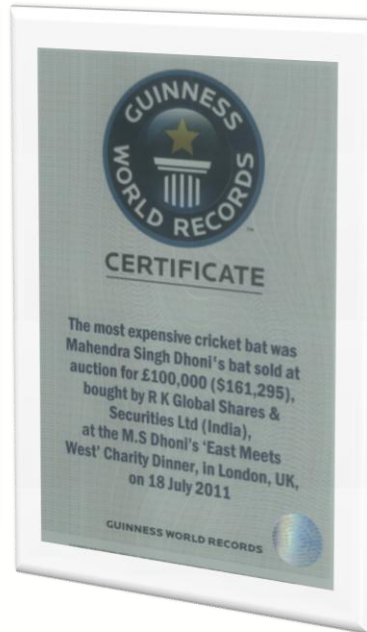 GUINNESS
WORLD RECORDS
™
CERTIFICATE
The most expensive cricket bat was
Mahendra Singh Dhoni's bat sold at
auction for £100,000 ($161,295),
bought by R K Global Shares &
Securities Ltd (India),
at the M.S Dhoni's ‘East Meets
West’ Charity Dinner, in London, UK,
on 18 July 2011
GUINNESS WORLD RECORDS